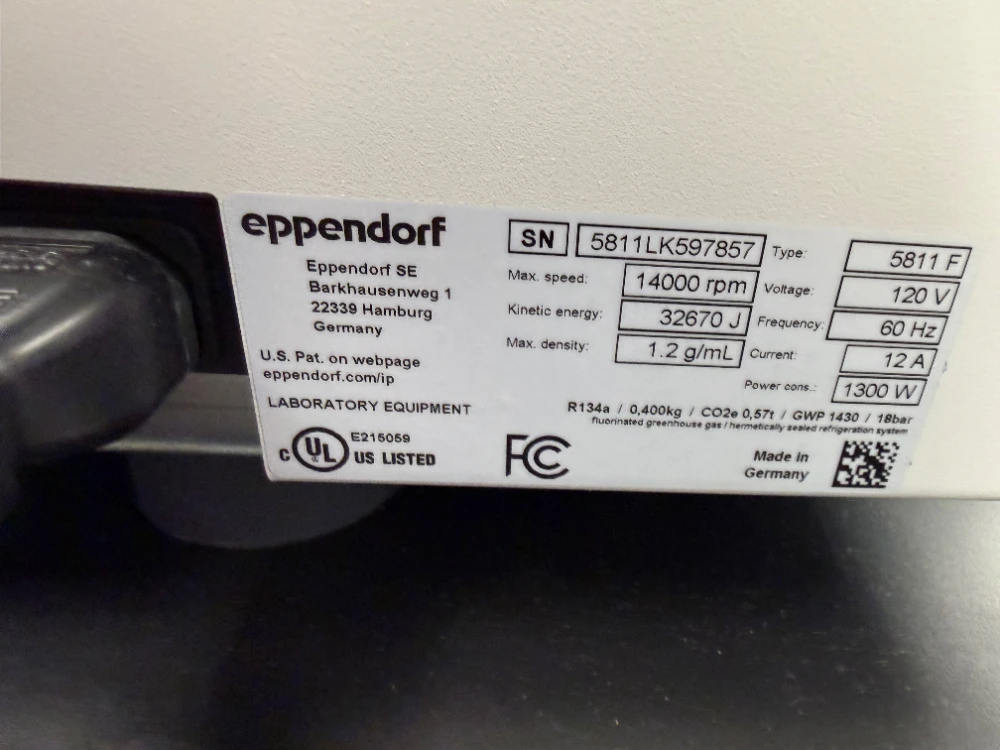 eppendorf
Eppendorf SE
Barkhausenweg 1
22339 Hamburg
Germany
U.S. Pat. on webpage
eppendorf.com/ip
LABORATORY EQUIPMENT
C UL US LISTED
E215059
SN 5811LK597857
Max. speed: 14000 rpm
Kinetic energy: 32670 J
Max. density: 1.2 g/mL
Type: 5811 F
Voltage: 120 V
Frequency: 60 Hz
Current: 12 A
Power cons.: 1300 W
R134a / 0,400kg / CO2e 0,57t / GWP 1430 / 18bar
fluorinated greenhouse gas / hermetically sealed refrigeration system
FC
Made in
Germany